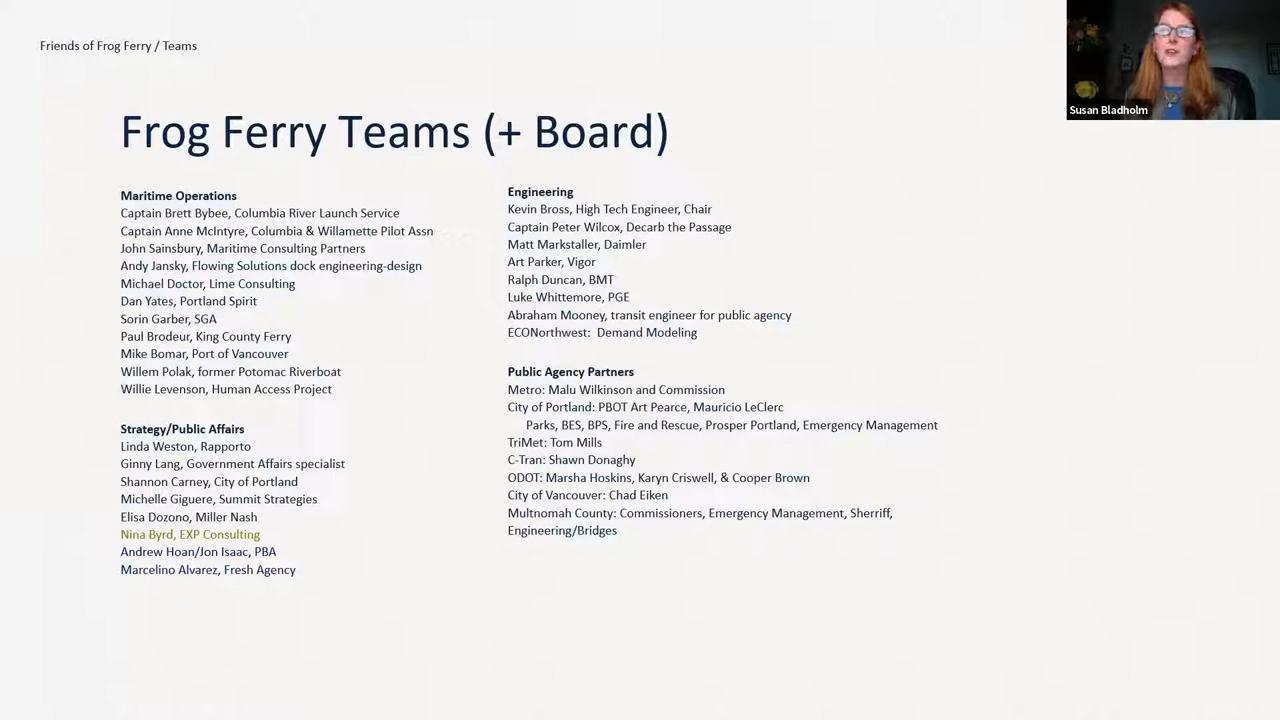 Friends of Frog Ferry / Teams
Susan Bladholm
Frog Ferry Teams (+ Board)
Maritime Operations
Captain Brett Bybee, Columbia River Launch Service
Captain Anne McIntyre, Columbia & Willamette Pilot Assn
John Sainsbury, Maritime Consulting Partners
Andy Jansky, Flowing Solutions dock engineering-design
Michael Doctor, Lime Consulting
Dan Yates, Portland Spirit
Sorin Garber, SGA
Paul Brodeur, King County Ferry
Mike Bomar, Port of Vancouver
Willem Polak, former Potomac Riverboat
Willie Levenson, Human Access Project
Strategy/Public Affairs
Linda Weston, Rapporto
Ginny Lang, Government Affairs specialist
Shannon Carney, City of Portland
Michelle Giguere, Summit Strategies
Elisa Dozono, Miller Nash
Nina Byrd, EXP Consulting
Andrew Hoan/Jon Isaac, PBA
Marcelino Alvarez, Fresh Agency
Engineering
Kevin Bross, High Tech Engineer, Chair
Captain Peter Wilcox, Decarb the Passage
Matt Markstaller, Daimler
Art Parker, Vigor
Ralph Duncan, BMT
Luke Whittemore, PGE
Abraham Mooney, transit engineer for public agency
ECONorthwest: Demand Modeling
Public Agency Partners
Metro: Malu Wilkinson and Commission
City of Portland: PBOT Art Pearce, Mauricio LeClerc
Parks, BES, BPS, Fire and Rescue, Prosper Portland, Emergency Management
TriMet: Tom Mills
C-Tran: Shawn Donaghy
ODOT: Marsha Hoskins, Karyn Criswell, & Cooper Brown
City of Vancouver: Chad Eiken
Multnomah County: Commissioners, Emergency Management, Sherriff,
Engineering/Bridges